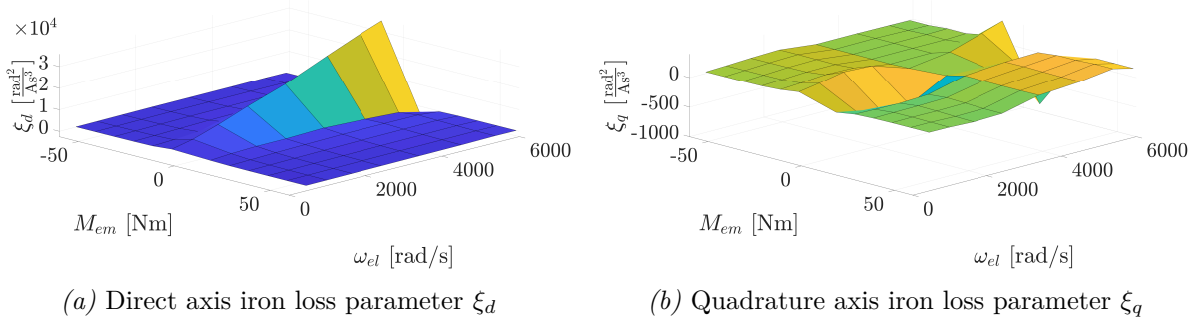 ×10⁴
3
2
1
0
ξ_d [rad²/As³]
-50
0
50
M_em [Nm]
0
2000
4000
6000
ω_el [rad/s]
(a) Direct axis iron loss parameter ξ_d
0
-500
-1000
ξ_q [rad²/As³]
-50
0
50
M_em [Nm]
0
2000
4000
6000
ω_el [rad/s]
(b) Quadrature axis iron loss parameter ξ_q